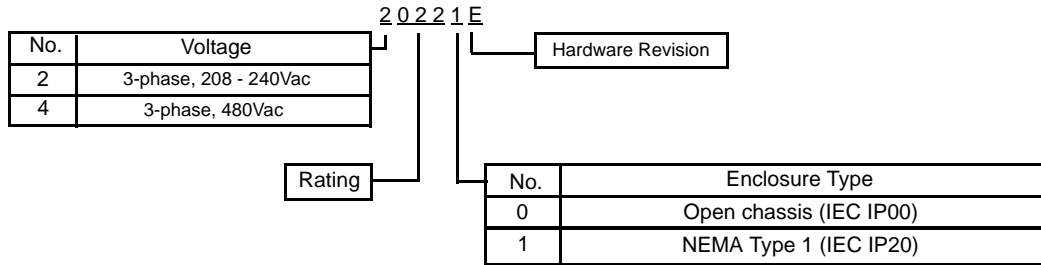 2 0 2 2 1 E
No. Voltage
2 3-phase, 208 - 240Vac
4 3-phase, 480Vac
Hardware Revision
Rating
No. Enclosure Type
0 Open chassis (IEC IP00)
1 NEMA Type 1 (IEC IP20)